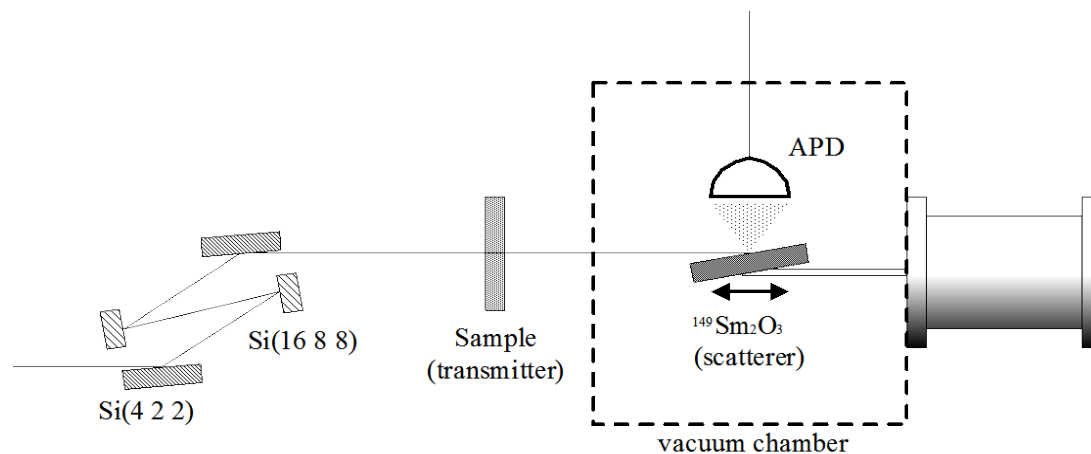 APD
Si(16 8 8)
Si(4 2 2)
Sample
(transmitter)
¹⁴⁹Sm₂O₃
(scatterer)
vacuum chamber